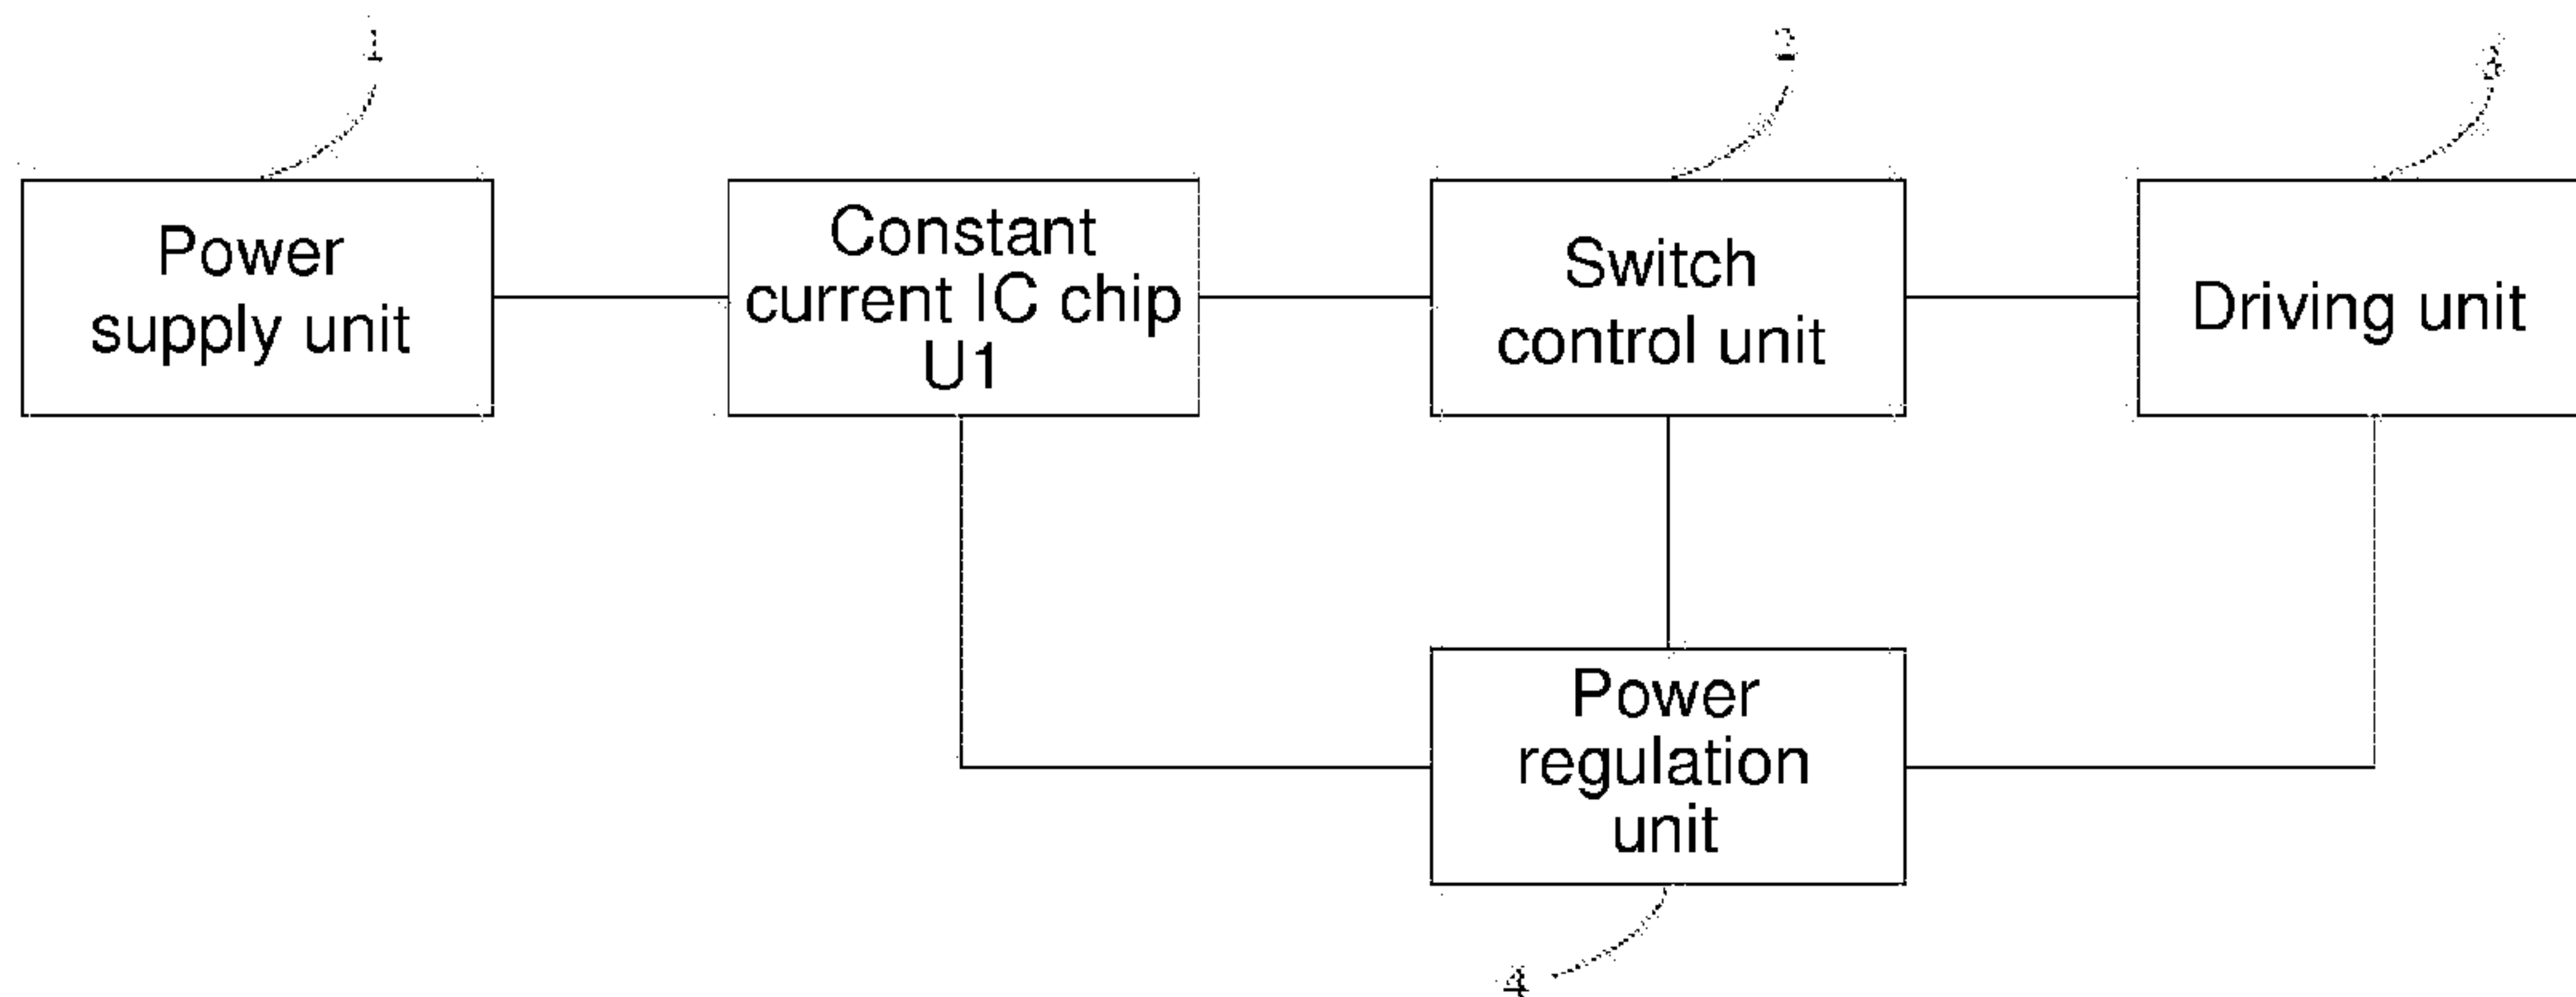 1
2
3
Power
supply unit
Constant
current IC chip
U1
Switch
control unit
Driving unit
Power
regulation
unit
4